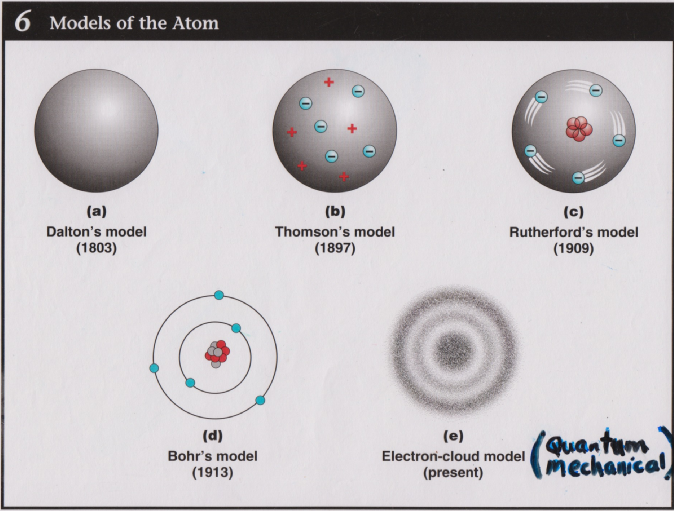 6 Models of the Atom
(a)
Dalton's model
(1803)
(b)
Thomson's model
(1897)
(c)
Rutherford's model
(1909)
(d)
Bohr's model
(1913)
(e)
Electron-cloud model
(present)
(Quantum
mechanical)